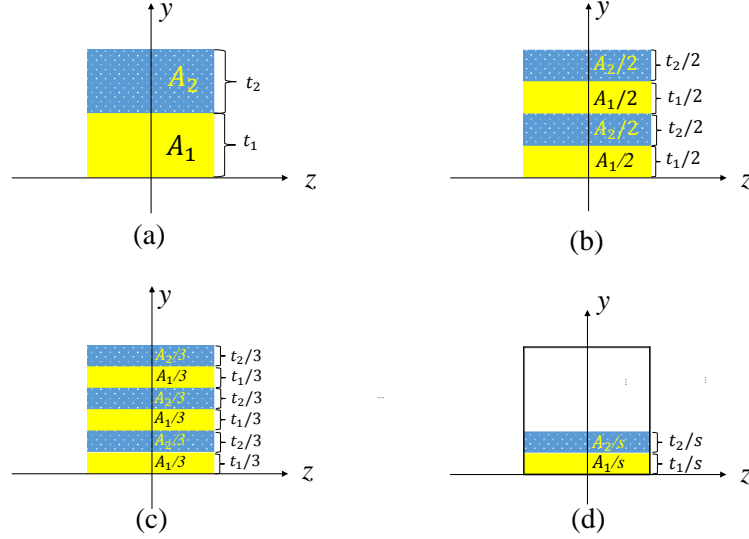 y
A₂
t₂
A₁
t₁
z
(a)
y
A₂/2
t₂/2
A₁/2
t₁/2
A₂/2
t₂/2
A₁/2
t₁/2
z
(b)
y
A₂/3
t₂/3
A₁/3
t₁/3
A₂/3
t₂/3
A₁/3
t₁/3
A₂/3
t₂/3
A₁/3
t₁/3
z
(c)
...
y
⋮
⋮
A₂/s
t₂/s
A₁/s
t₁/s
z
(d)